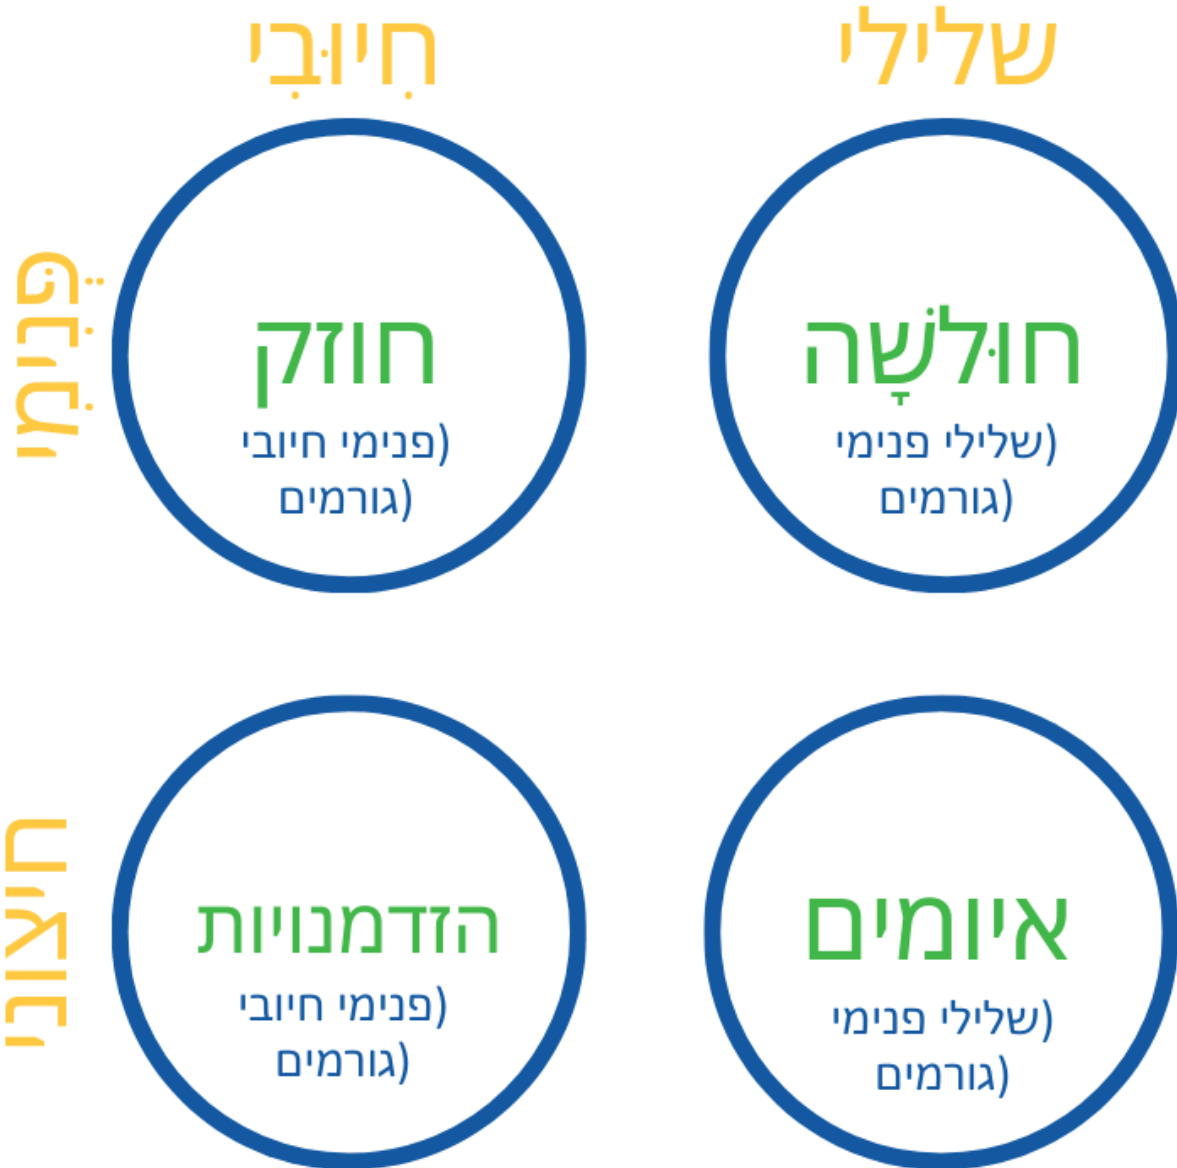 שלילי
חִיוּבִי
פְּנִימִי
חוּלשָׁה
(שלילי פנימי
(גורמים
חוזק
(פנימי חיובי
(גורמים
חיצוני
איומים
(שלילי פנימי
(גורמים
הזדמנויות
(פנימי חיובי
(גורמים